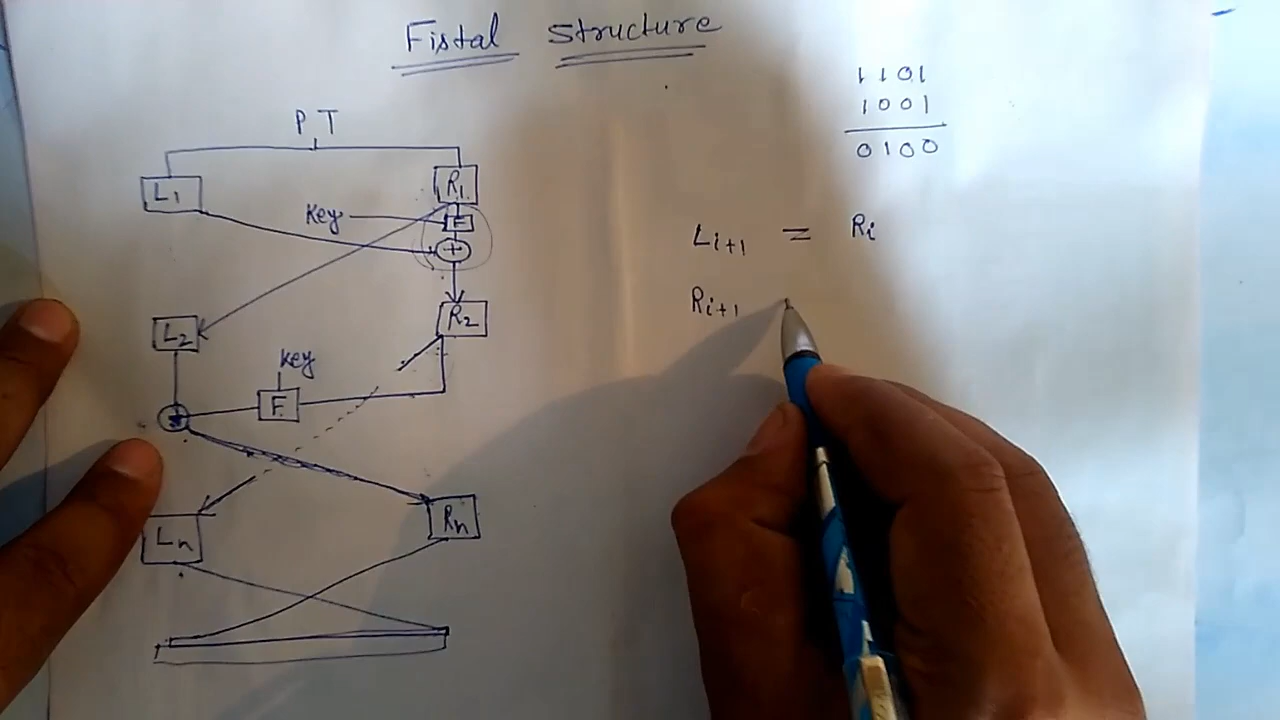 Fistal Structure
P.T
1101
1001
0100
L1
R1
Key
F
+
Li+1 = Ri
Ri+1
L2
R2
Key
F
+
Ln
Rn